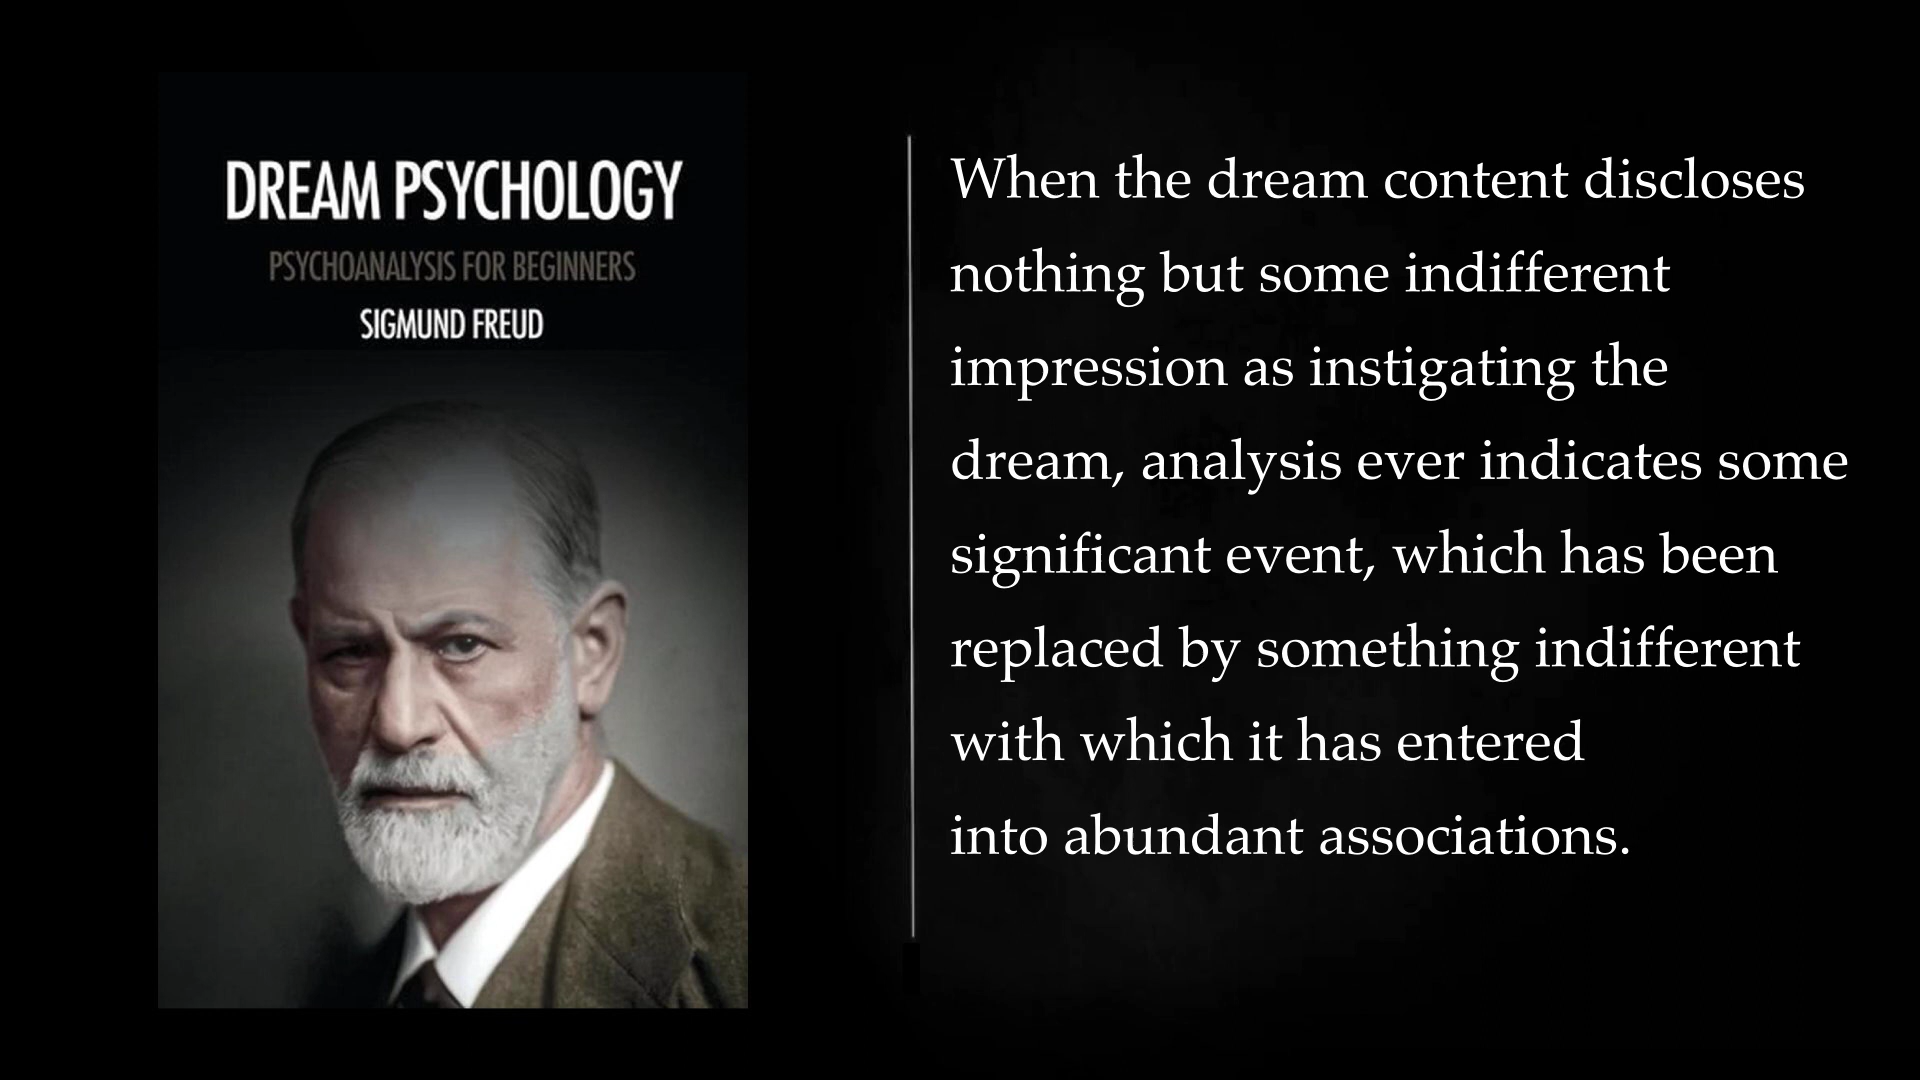 DREAM PSYCHOLOGY
PSYCHOANALYSIS FOR BEGINNERS
SIGMUND FREUD
When the dream content discloses
nothing but some indifferent
impression as instigating the
dream, analysis ever indicates some
significant event, which has been
replaced by something indifferent
with which it has entered
into abundant associations.